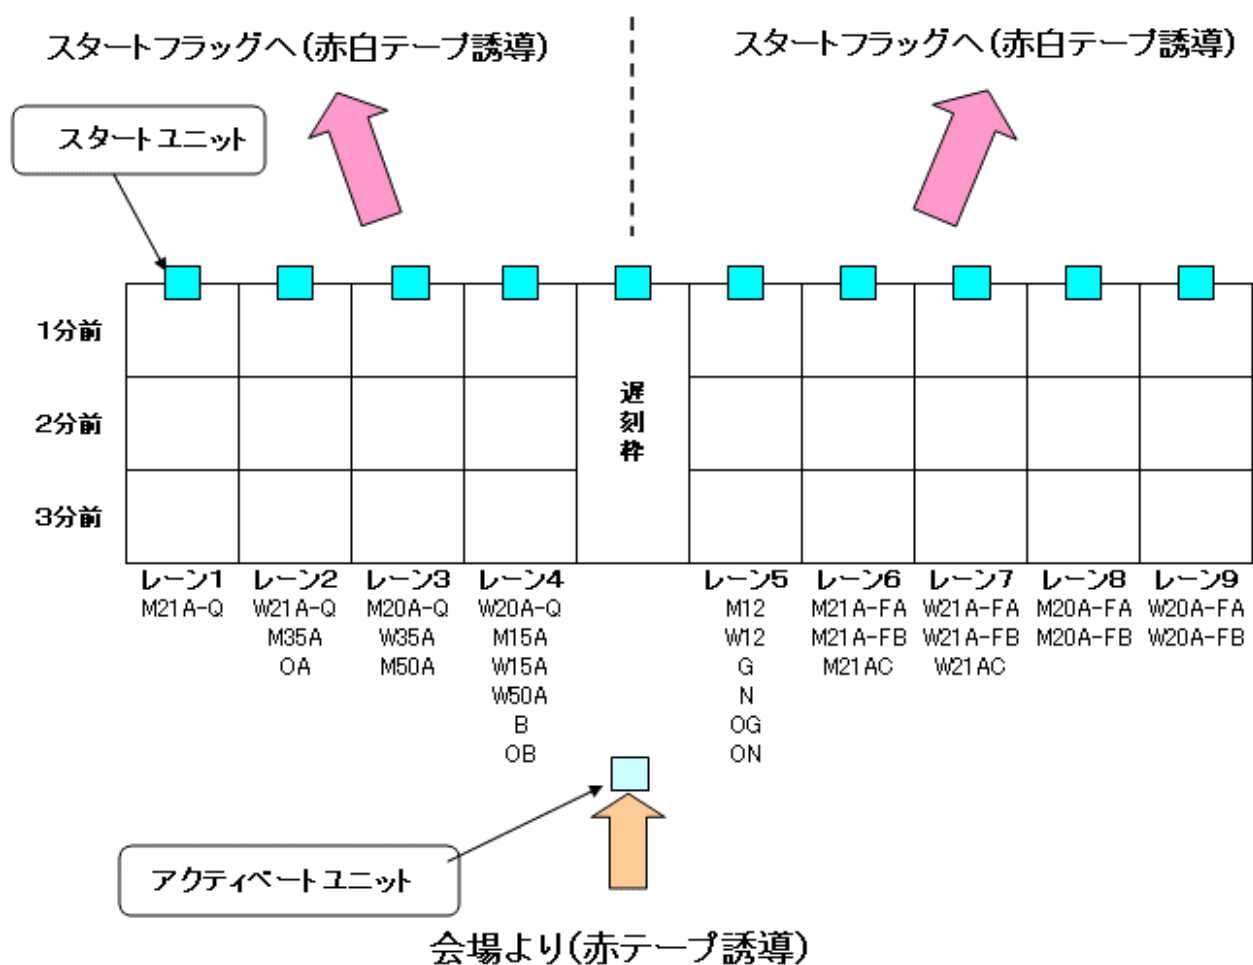 スタートフラッグへ(赤白テープ誘導)
スタートフラッグへ(赤白テープ誘導)
スタートユニット
1分前
2分前
3分前
遅刻枠
レーン1
M21A-Q
レーン2
W21A-Q
M35A
OA
レーン3
M20A-Q
W35A
M50A
レーン4
W20A-Q
M15A
W15A
W50A
B
OB
レーン5
M12
W12
G
N
OG
ON
レーン6
M21A-FA
M21A-FB
M21AC
レーン7
W21A-FA
W21A-FB
W21AC
レーン8
M20A-FA
M20A-FB
レーン9
W20A-FA
W20A-FB
アクティベートユニット
会場より(赤テープ誘導)